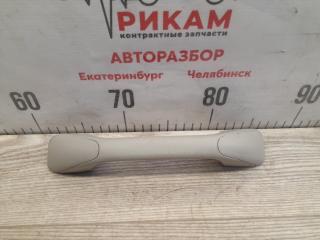 РИКАМ
контрактные запчасти
АВТОРАЗБОР
Екатеринбург Челябинск
60 70 80 90